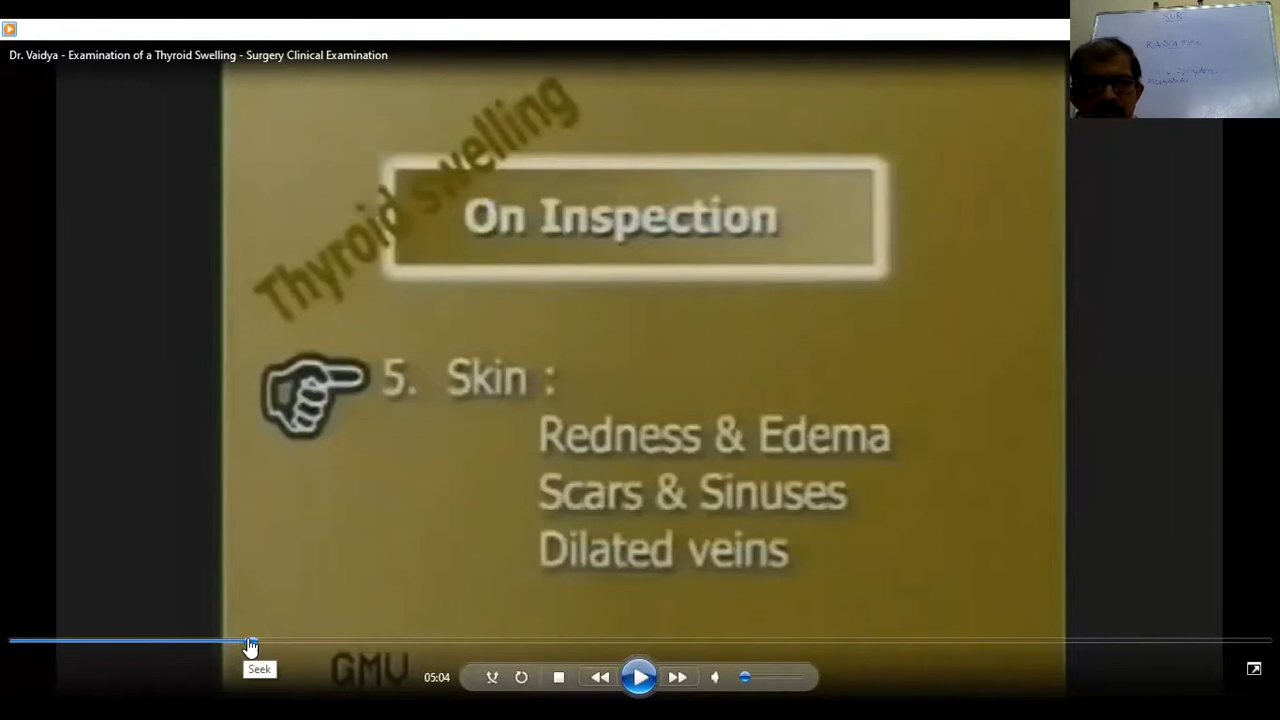 Dr. Vaidya - Examination of a Thyroid Swelling - Surgery Clinical Examination
Thyroid swelling
On Inspection
5. Skin :
Redness & Edema
Scars & Sinuses
Dilated veins
GMV
05:04
Seek